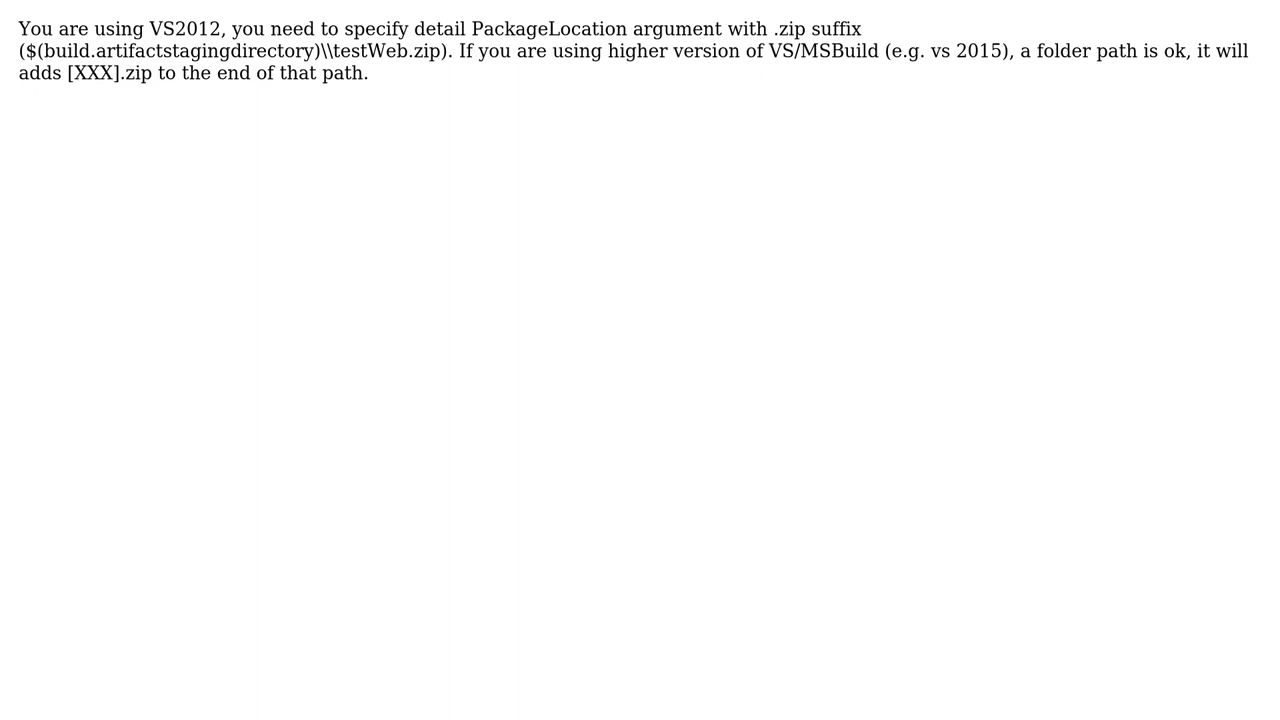 You are using VS2012, you need to specify detail PackageLocation argument with .zip suffix
($(build.artifactstagingdirectory)\\testWeb.zip). If you are using higher version of VS/MSBuild (e.g. vs 2015), a folder path is ok, it will
adds [XXX].zip to the end of that path.